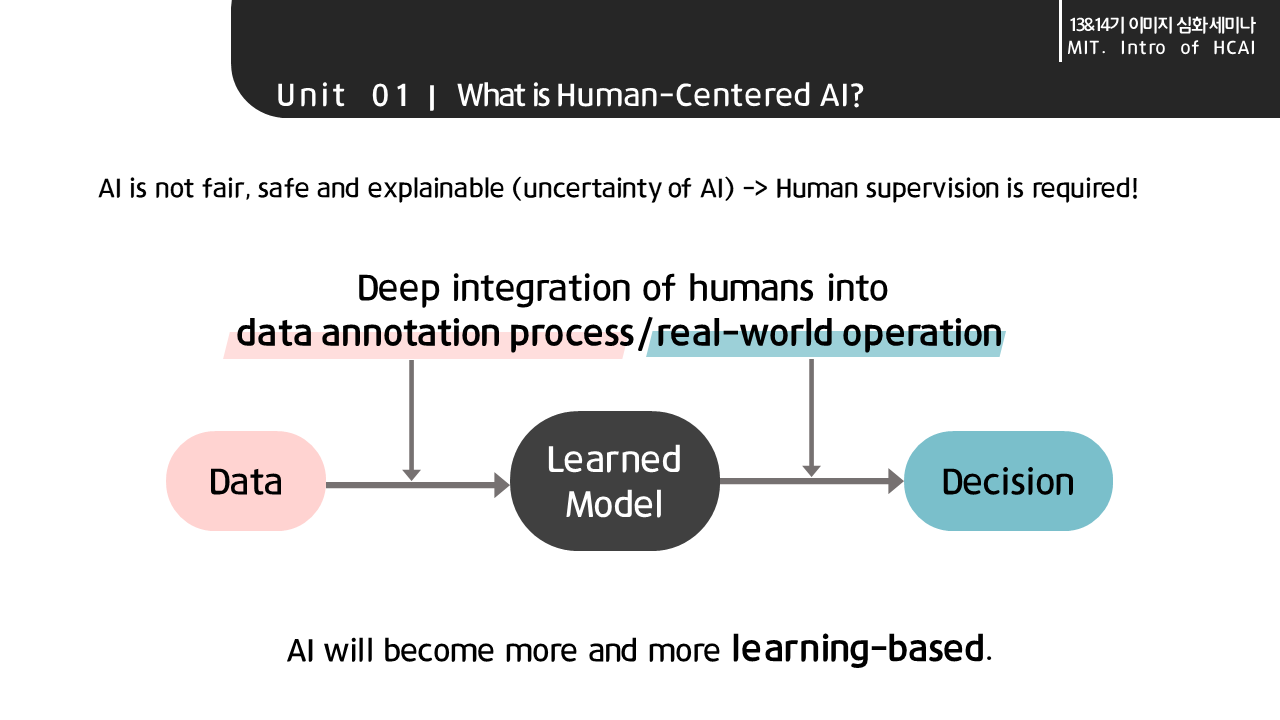 13&14기 이미지 심화세미나
MIT. Intro of HCAI
Unit 01 | What is Human-Centered AI?
AI is not fair, safe and explainable (uncertainty of AI) -> Human supervision is required!
Deep integration of humans into
data annotation process/real-world operation
Data
Learned
Model
Decision
AI will become more and more learning-based.